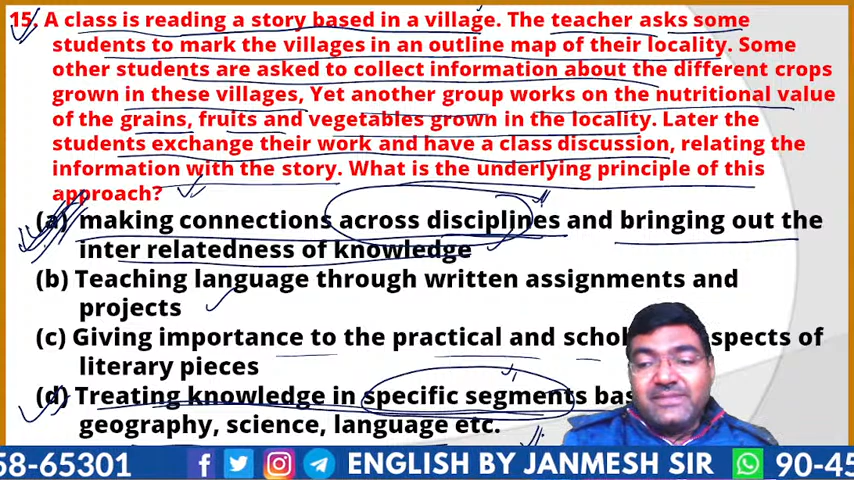 15. A class is reading a story based in a village. The teacher asks some
students to mark the villages in an outline map of their locality. Some
other students are asked to collect information about the different crops
grown in these villages, Yet another group works on the nutritional value
of the grains, fruits and vegetables grown in the locality. Later the
students exchange their work and have a class discussion, relating the
information with the story. What is the underlying principle of this
approach?
(a) making connections across disciplines and bringing out the
inter relatedness of knowledge
(b) Teaching language through written assignments and
projects
(c) Giving importance to the practical and spects of
literary pieces
(d) Treating knowledge in specific segments
geography, science, language etc.
58-65301 ENGLISH BY JANMESH SIR 90-45